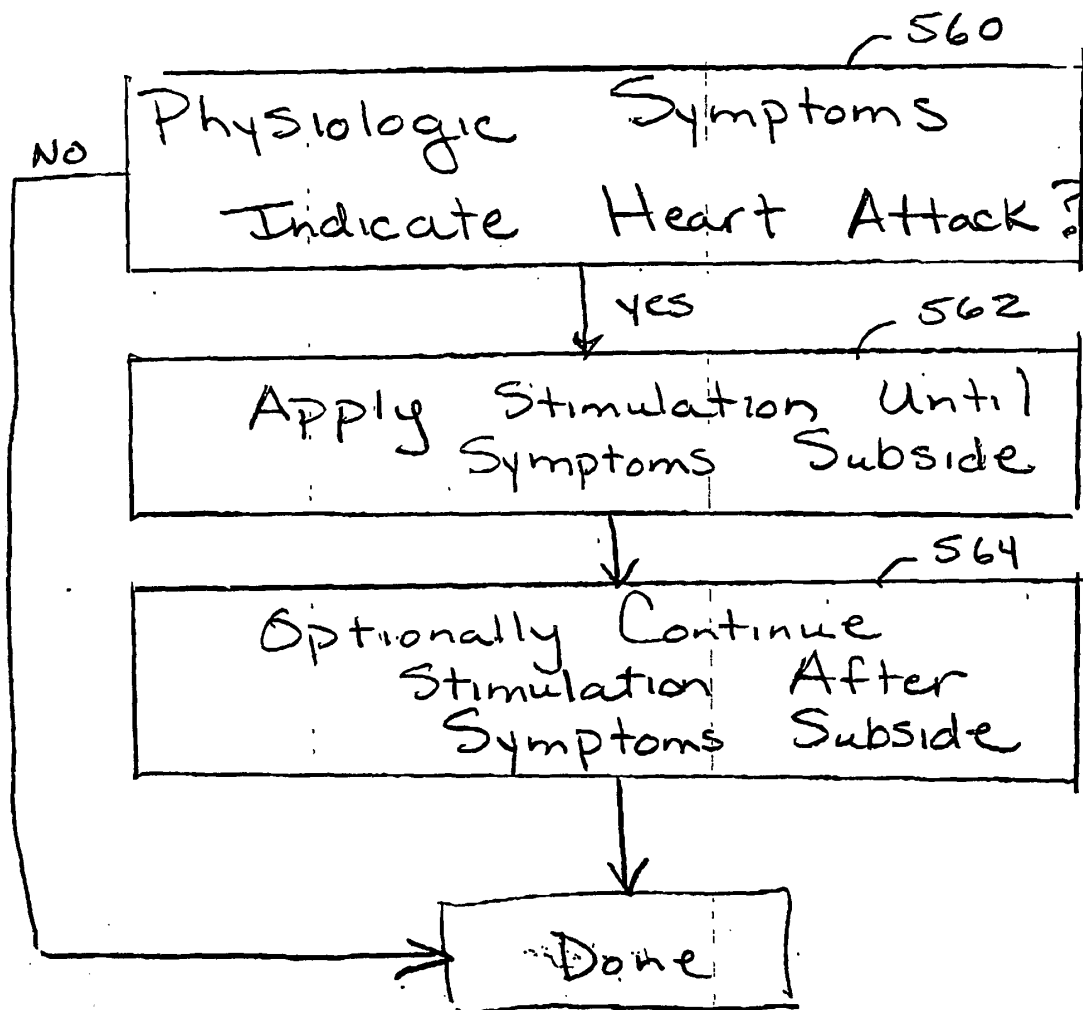 560
Physiologic Symptoms
NO
Indicate Heart Attack?
yes
562
Apply Stimulation Until
Symptoms Subside
564
Optionally Continue
Stimulation After
Symptoms Subside
Done